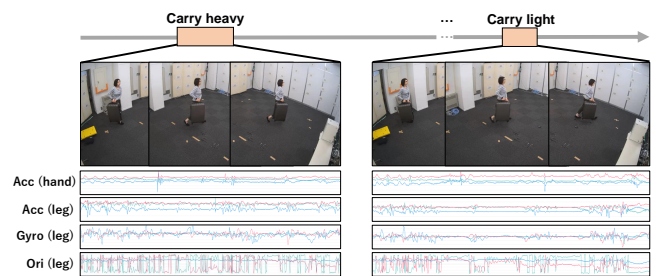 Carry heavy
...
Carry light
Acc (hand)
Acc (leg)
Gyro (leg)
Ori (leg)